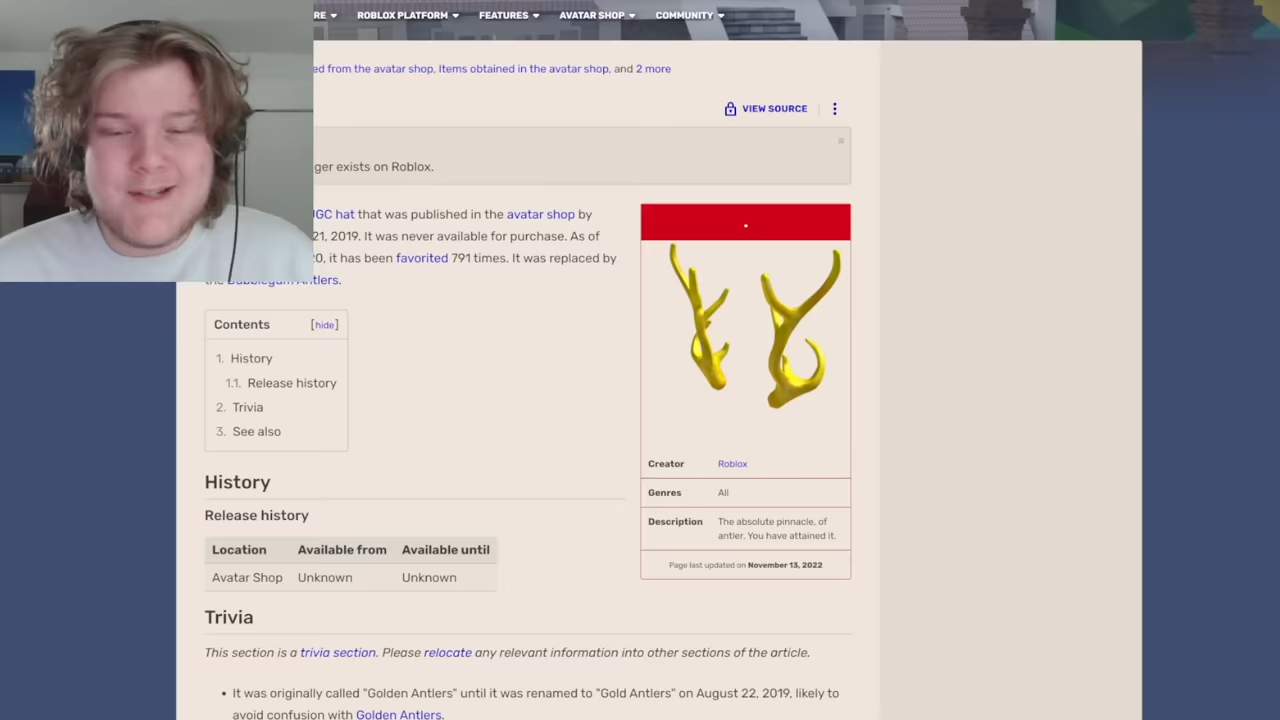 RE
ROBLOX PLATFORM
FEATURES
AVATAR SHOP
COMMUNITY
ed from the avatar shop, Items obtained in the avatar shop, and 2 more
VIEW SOURCE
ger exists on Roblox.
UGC hat that was published in the avatar shop by
21, 2019. It was never available for purchase. As of
0, it has been favorited 791 times. It was replaced by
the Bubblegum Antlers.
.
Contents [hide]
1. History
1.1. Release history
2. Trivia
3. See also
Creator Roblox
Genres All
Description The absolute pinnacle, of
antler. You have attained it.
Page last updated on November 13, 2022
History
Release history
Location Available from Available until
Avatar Shop Unknown Unknown
Trivia
This section is a trivia section. Please relocate any relevant information into other sections of the article.
• It was originally called "Golden Antlers" until it was renamed to "Gold Antlers" on August 22, 2019, likely to
avoid confusion with Golden Antlers.